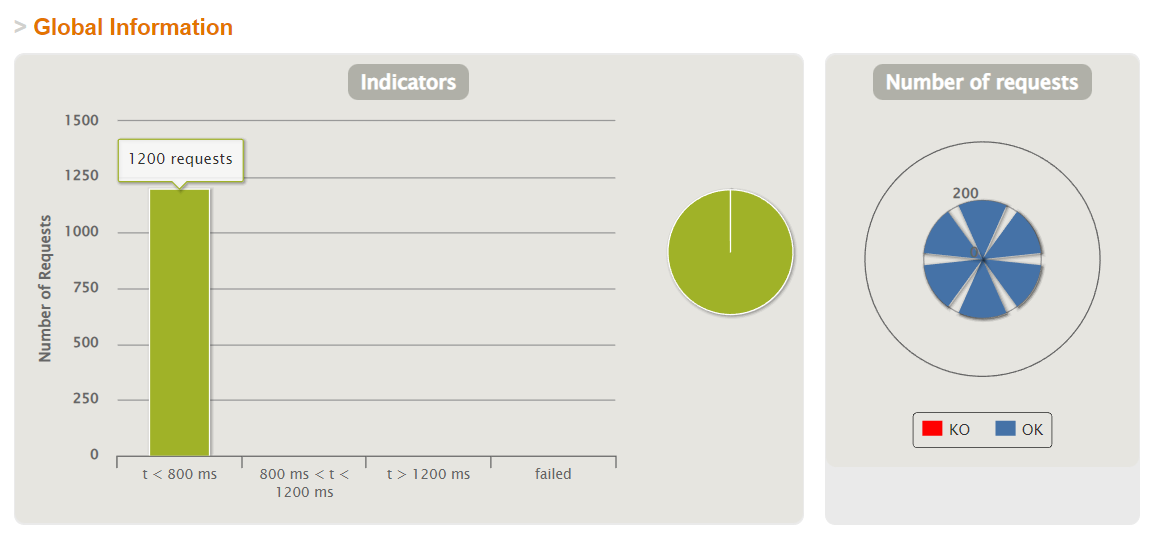 > Global Information
Indicators
Number of Requests
1500
1250
1000
750
500
250
0
1200 requests
t < 800 ms
800 ms < t <
1200 ms
t > 1200 ms
failed
Number of requests
200
0
KO
OK